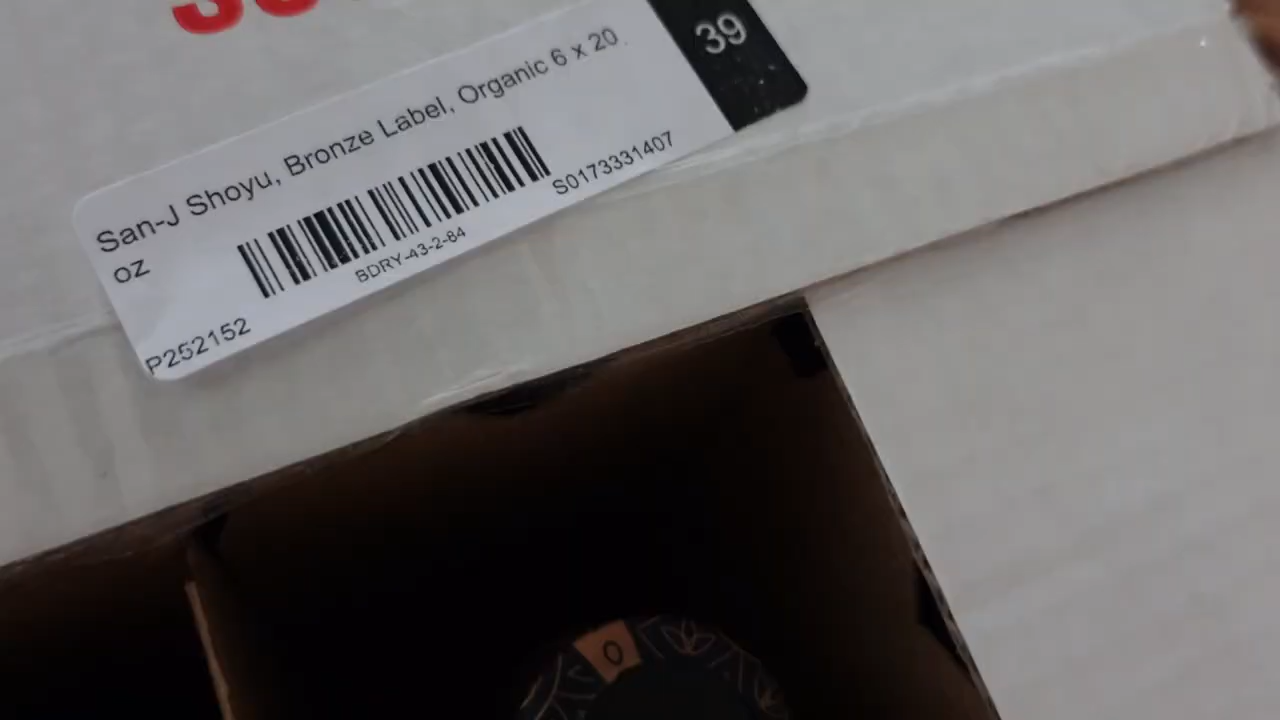 39
San-J Shoyu, Bronze Label, Organic 6 x 20
oz
BDRY-43-2-84
S0173331407
P252152